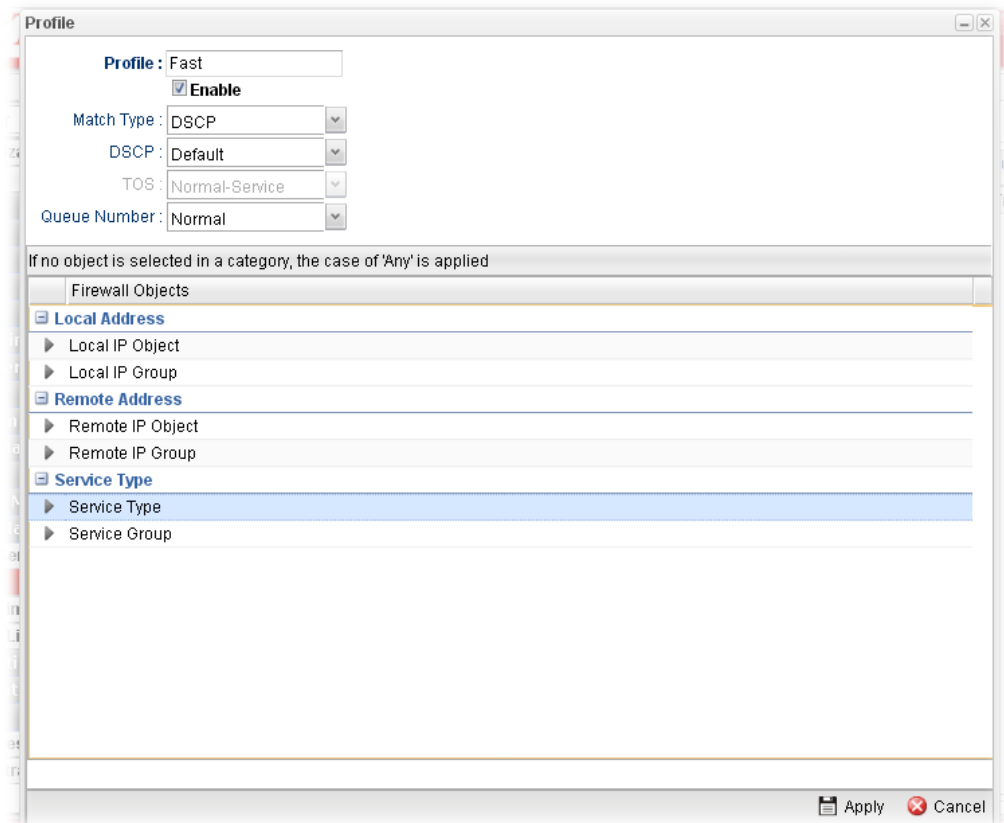 Profile
Profile : Fast
Enable
Match Type : DSCP
DSCP : Default
TOS : Normal-Service
Queue Number : Normal
If no object is selected in a category, the case of 'Any' is applied
Firewall Objects
Local Address
Local IP Object
Local IP Group
Remote Address
Remote IP Object
Remote IP Group
Service Type
Service Type
Service Group
Apply Cancel